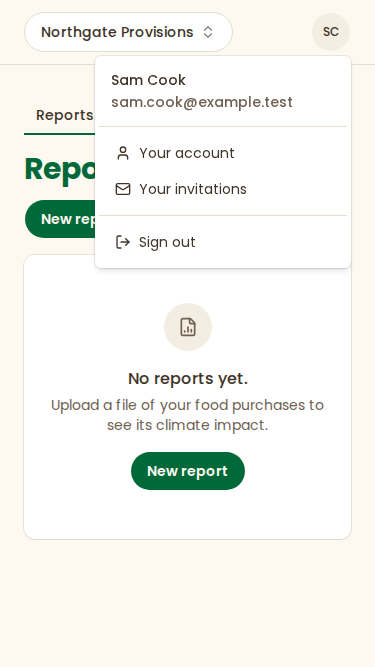 Northgate Provisions
SC
Sam Cook
sam.cook@example.test
Reports
Your account
Your invitations
Repo
New rep
Sign out
No reports yet.
Upload a file of your food purchases to
see its climate impact.
New report